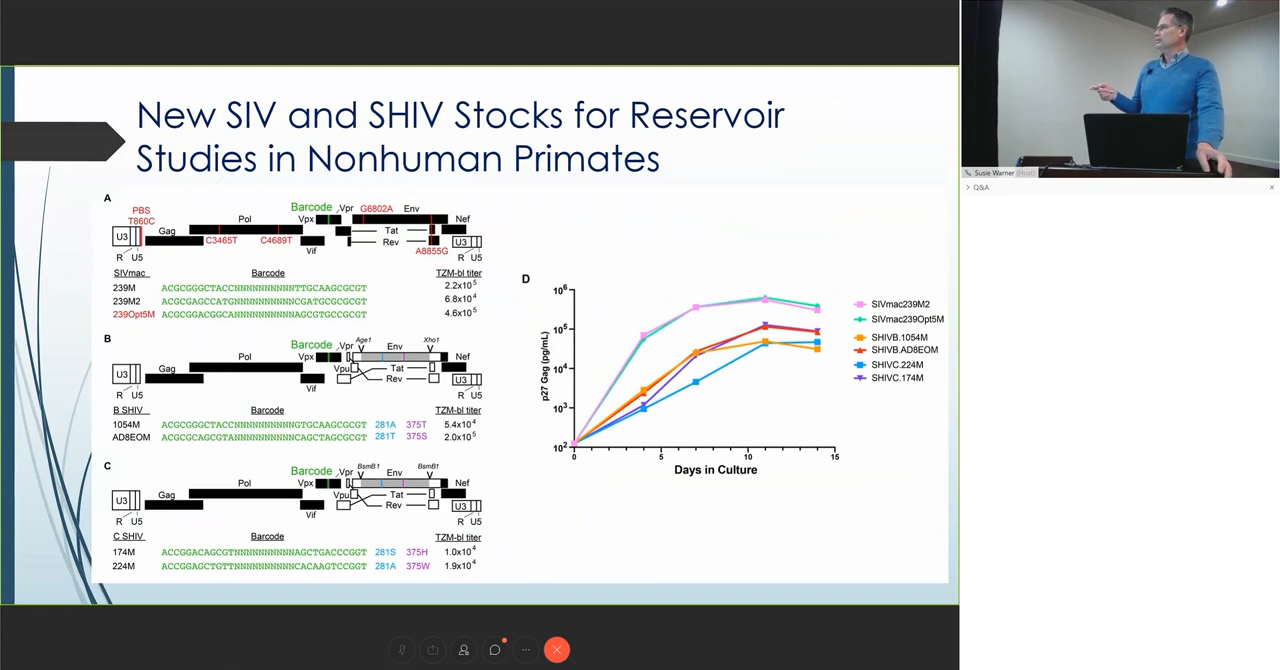 New SIV and SHIV Stocks for Reservoir
Studies in Nonhuman Primates
A
PBS
T860C
Barcode
Vpr
G6802A
Env
Pol
Vpx
Nef
U3
Gag
C3465T
C4689T
Tat
Rev
U3
Vif
A8855G
R U5
R U5
SIVmac
Barcode
TZM-bl titer
239M ACGCGGGCTACCNNNNNNNNNNTTGCAAGCGCGT 2.2x10⁵
239M2 ACGCGAGCCATGNNNNNNNNNNCGATGCGCGCGT 6.8x10⁴
239Opt5M ACGCGGACGGCANNNNNNNNNNAGCGTGCCGCGT 4.6x10⁵
B
Age1
Xho1
Barcode
Vpr
Env
Pol
Vpx
Nef
U3
Gag
Vpu
Tat
Rev
U3
Vif
R U5
R U5
B SHIV
Barcode
TZM-bl titer
1054M ACGCGGGCTACCNNNNNNNNNNGTGCAAGCGCGT 281A 375T 5.4x10⁴
AD8EOM ACGCGCAGCGTANNNNNNNNNNCAGCTAGCGCGT 281T 375S 2.0x10⁵
C
BsmB1
BsmB1
Barcode
Vpr
Env
Pol
Vpx
Nef
U3
Gag
Vpu
Tat
Rev
U3
Vif
R U5
R U5
C SHIV
Barcode
TZM-bl titer
174M ACCGGACAGCGTNNNNNNNNNNAGCTGACCCGGT 281S 375H 1.0x10⁴
224M ACCGGAGCTGTTNNNNNNNNNNCACAAGTCCGGT 281A 375W 1.9x10⁴
D
p27 Gag (pg/mL)
10⁶
10⁵
10⁴
10³
10²
0 5 10 15
Days in Culture
SIVmac239M2
SIVmac239Opt5M
SHIVB.1054M
SHIVB.AD8EOM
SHIVC.224M
SHIVC.174M
Susie Warner (Host)
Q&A